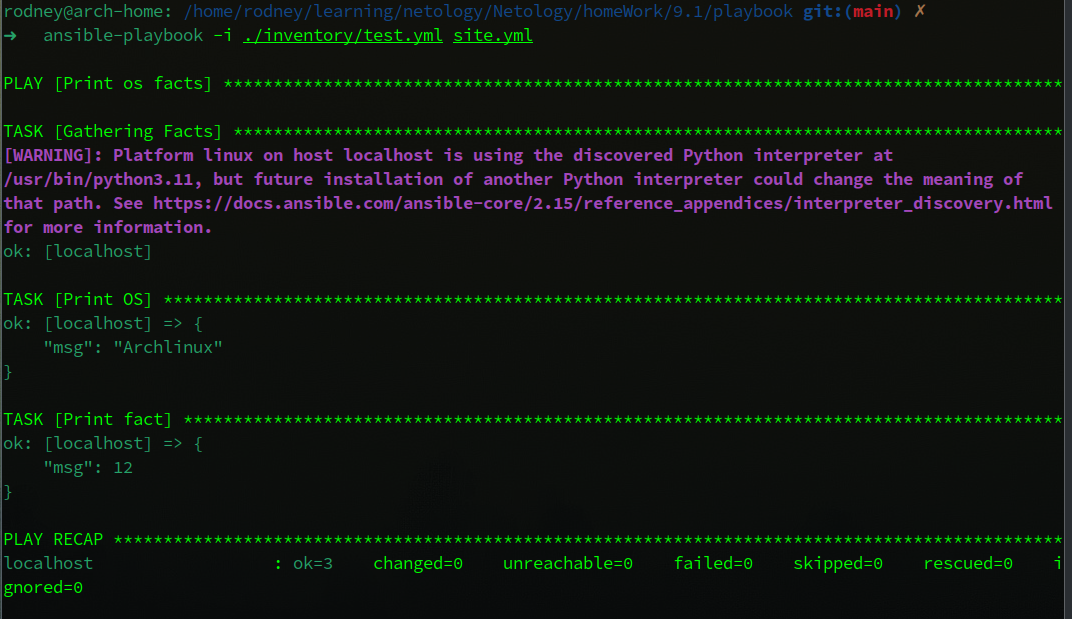 rodney@arch-home: /home/rodney/learning/netology/Netology/homeWork/9.1/playbook git:(main) ✗
➜  ansible-playbook -i ./inventory/test.yml site.yml
PLAY [Print os facts] ************************************************************************************
TASK [Gathering Facts] ***********************************************************************************
[WARNING]: Platform linux on host localhost is using the discovered Python interpreter at
/usr/bin/python3.11, but future installation of another Python interpreter could change the meaning of
that path. See https://docs.ansible.com/ansible-core/2.15/reference_appendices/interpreter_discovery.html
for more information.
ok: [localhost]
TASK [Print OS] ******************************************************************************************
ok: [localhost] => {
    "msg": "Archlinux"
}
TASK [Print fact] ****************************************************************************************
ok: [localhost] => {
    "msg": 12
}
PLAY RECAP ***********************************************************************************************
localhost                  : ok=3    changed=0    unreachable=0    failed=0    skipped=0    rescued=0    i
gnored=0